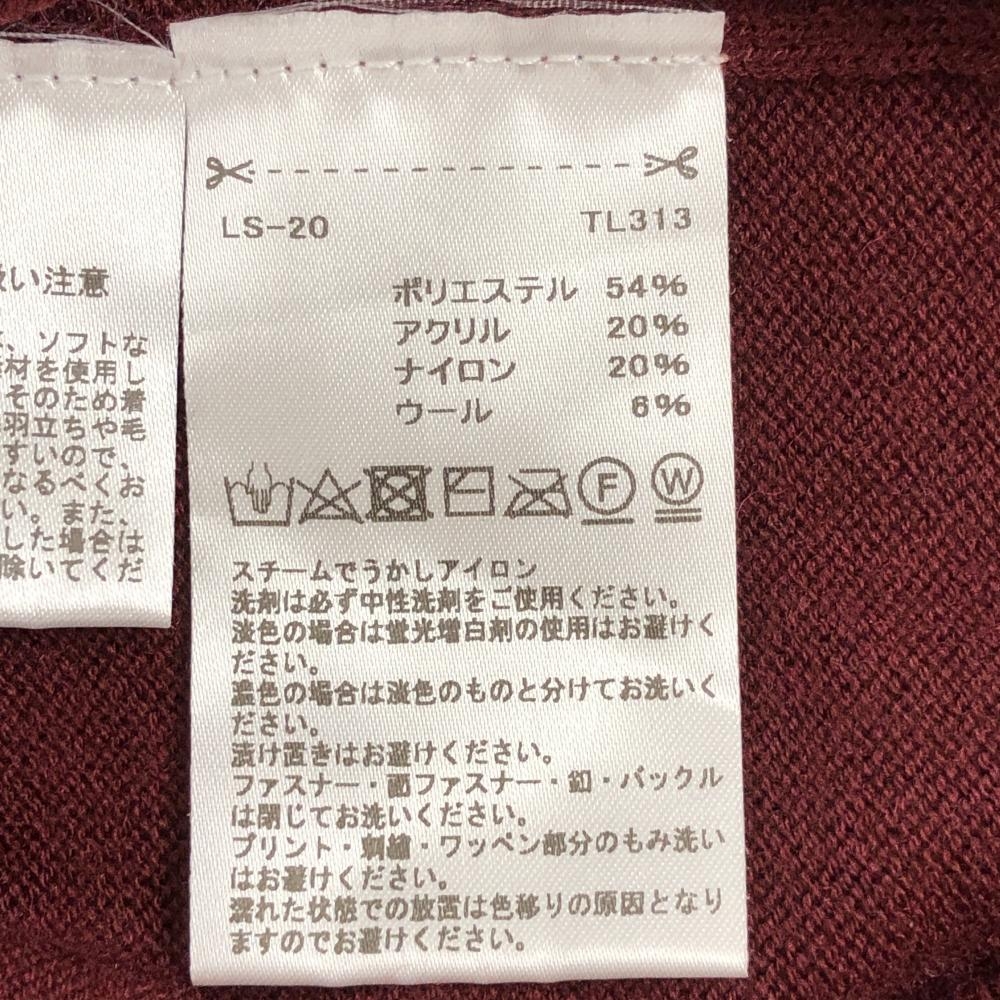 い注意
、ソフトな
材を使用し
そのため着
羽立ちや毛
すいので、
なるべくお
い。また、
した場合は
除いてくだ
LS-20 TL313
ポリエステル 54%
アクリル 20%
ナイロン 20%
ウール 6%
F W
スチームでうかしアイロン
洗剤は必ず中性洗剤をご使用ください。
淡色の場合は蛍光増白剤の使用はお避けく
ださい。
濃色の場合は淡色のものと分けてお洗いく
ださい。
漬け置きはお避けください。
ファスナー・面ファスナー・釦・バックル
は閉じてお洗いください。
プリント・刺繍・ワッペン部分のもみ洗い
はお避けください。
濡れた状態での放置は色移りの原因となり
ますのでお避けください。